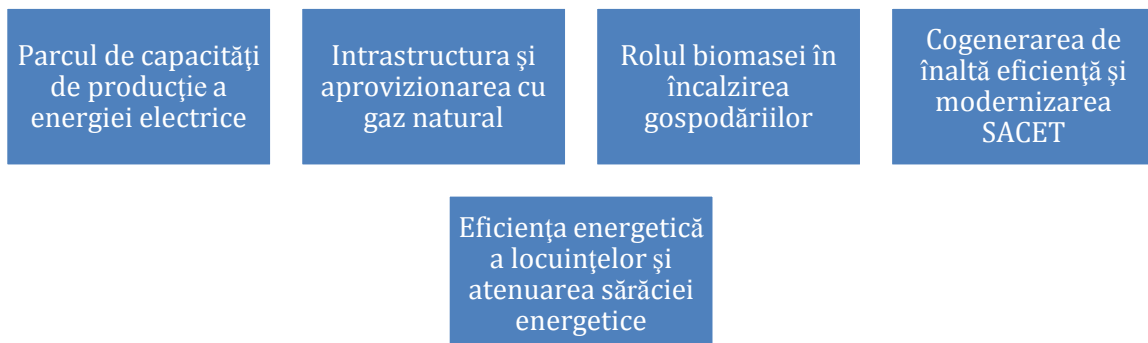 Parcul de capacităţi
de producţie a
energiei electrice
Intrastructura şi
aprovizionarea cu
gaz natural
Rolul biomasei în
încalzirea
gospodăriilor
Cogenerarea de
înaltă eficienţă şi
modernizarea
SACET
Eficienţa energetică
a locuinţelor şi
atenuarea sărăciei
energetice